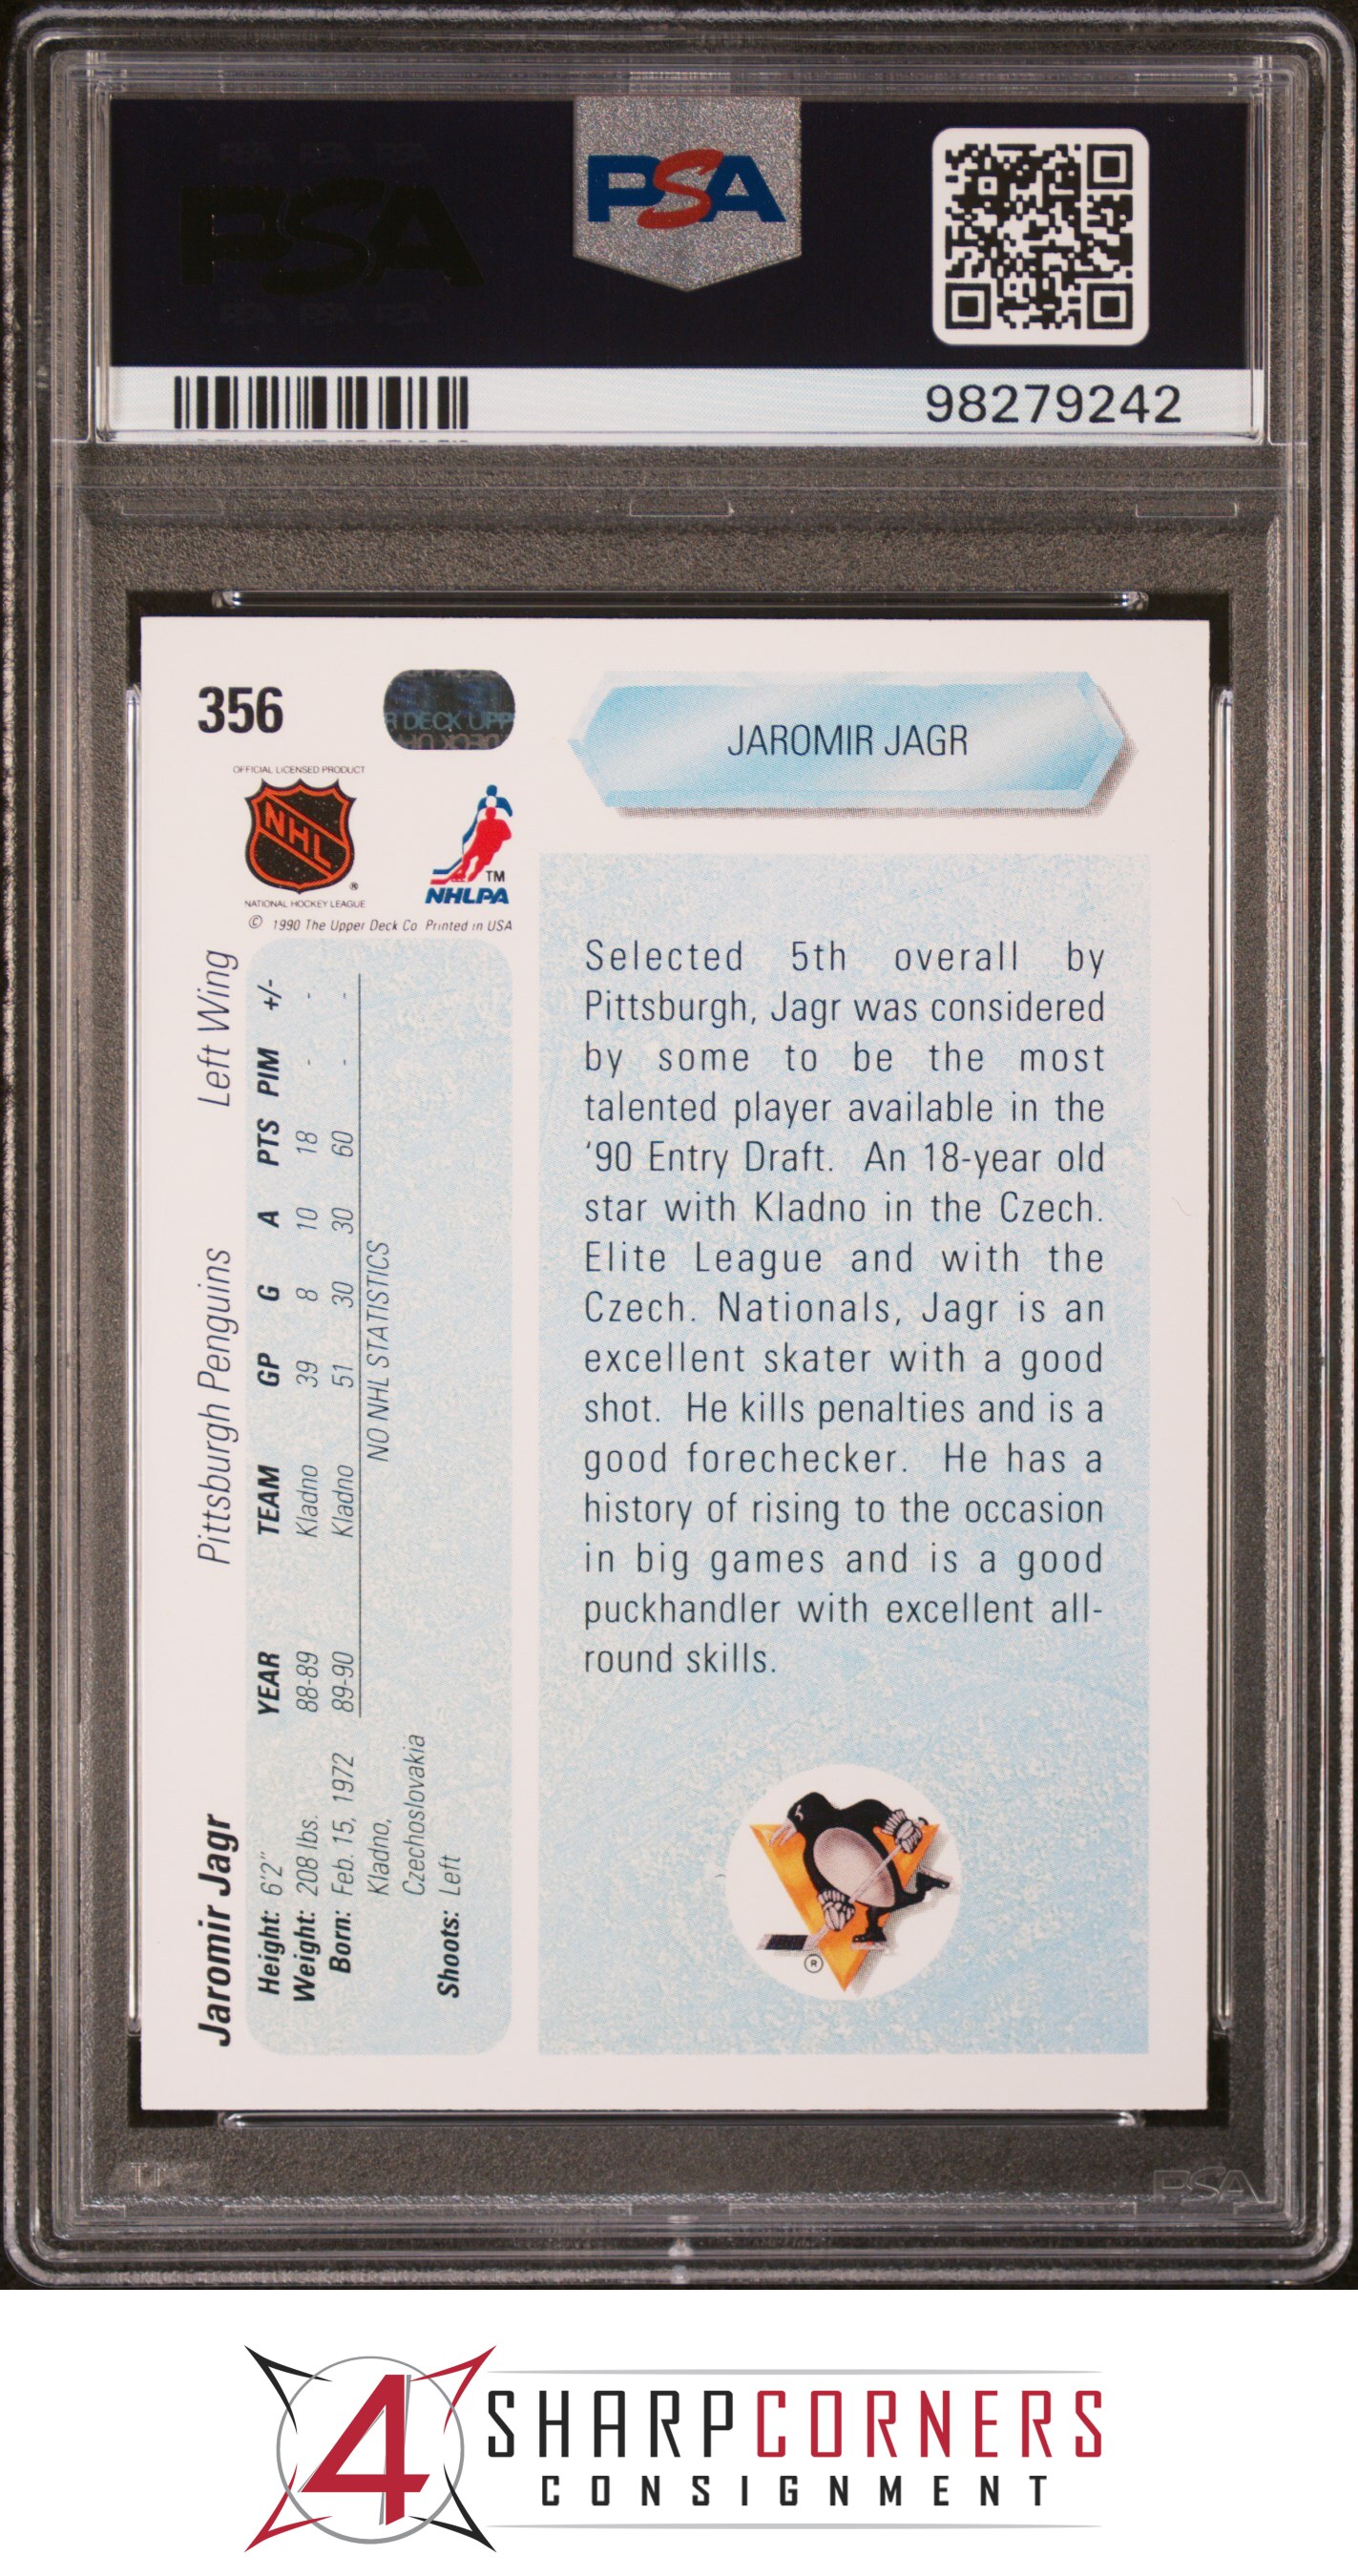 PSA
PSA
98279242
356
R DECK UPP
JAROMIR JAGR
OFFICIAL LICENSED PRODUCT
NHL
®
NATIONAL HOCKEY LEAGUE
TM
NHLPA
© 1990 The Upper Deck Co Printed in USA
Jaromir Jagr Pittsburgh Penguins Left Wing
Height: 6'2"
Weight: 208 lbs.
Born: Feb. 15, 1972
Kladno,
Czechoslovakia
Shoots: Left
YEAR TEAM GP G A PTS PIM +/-
88-89 Kladno 39 8 10 18 - -
89-90 Kladno 51 30 30 60 - -
NO NHL STATISTICS
Selected 5th overall by
Pittsburgh, Jagr was considered
by some to be the most
talented player available in the
'90 Entry Draft. An 18-year old
star with Kladno in the Czech.
Elite League and with the
Czech. Nationals, Jagr is an
excellent skater with a good
shot. He kills penalties and is a
good forechecker. He has a
history of rising to the occasion
in big games and is a good
puckhandler with excellent all-
round skills.
®
PSA
4
SHARPCORNERS
CONSIGNMENT